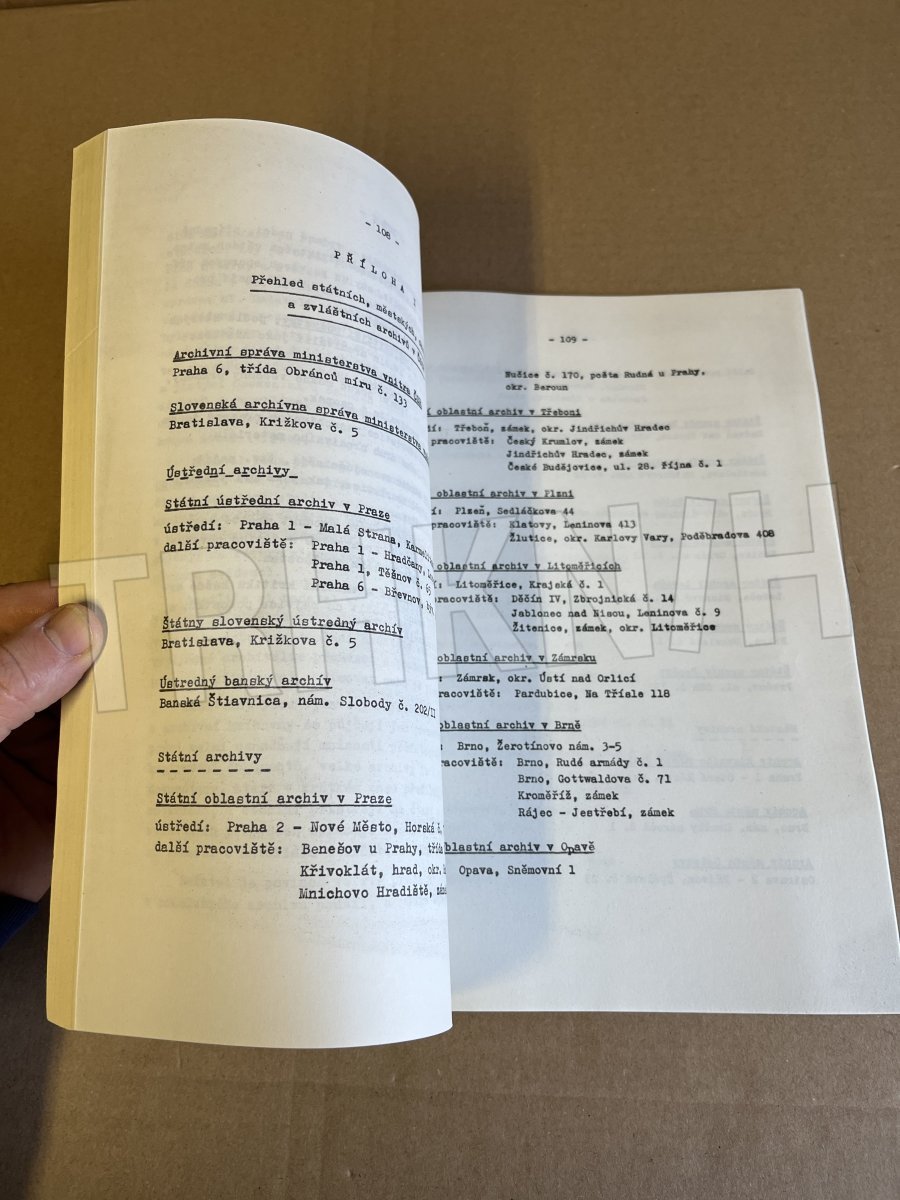 - 108 -
PŘÍLOHA I
Přehled státních, městských,
a zvláštních archivů v
Archivní správa ministerstva vnitra ČSR
Praha 6, třída Obránců míru č. 133
Slovenská archívna správa ministerstva
Bratislava, Križkova č. 5
Ústřední archivy
Státní ústřední archiv v Praze
ústředí: Praha 1 - Malá Strana,
další pracoviště: Praha 1 - Hradčany,
Praha 1, Těšnov č. 65
Praha 6 - Břevnov,
Štátny slovenský ústredný archív
Bratislava, Križkova č. 5
Ústredný banský archív
Banská Štiavnica, nám. Slobody č. 202/II
Státní archivy
Státní oblastní archiv v Praze
ústředí: Praha 2 - Nové Město, Horská č.
další pracoviště: Benešov u Prahy,
Křivoklát, hrad, okr.
Mnichovo Hradiště,
- 109 -
Nučice č. 170, pošta Rudná u Prahy,
okr. Beroun
oblastní archiv v Třeboni
Třeboň, zámek, okr. Jindřichův Hradec
pracoviště: Český Krumlov, zámek
Jindřichův Hradec, zámek
České Budějovice, ul. 28. října č. 1
oblastní archiv v Plzni
Plzeň, Sedláčkova 44
pracoviště: Klatovy, Leninova 413
Žlutice, okr. Karlovy Vary, Poděbradova 408
oblastní archiv v Litoměřicích
Litoměřice, Krajská č. 1
Děčín IV, Zbrojnická č. 14
Jablonec nad Nisou, Leninova č. 9
Žitenice, zámek, okr. Litoměřice
oblastní archiv v Zámrsku
Zámrsk, okr. Ústí nad Orlicí
Pardubice, Na Třísle 118
oblastní archiv v Brně
Brno, Žerotínovo nám. 3-5
Brno, Rudé armády č. 1
Brno, Gottwaldova č. 71
Kroměříž, zámek
Rájec - Jestřebí, zámek
archiv v Opavě
Opava, Sněmovní 1
TRHKNIH